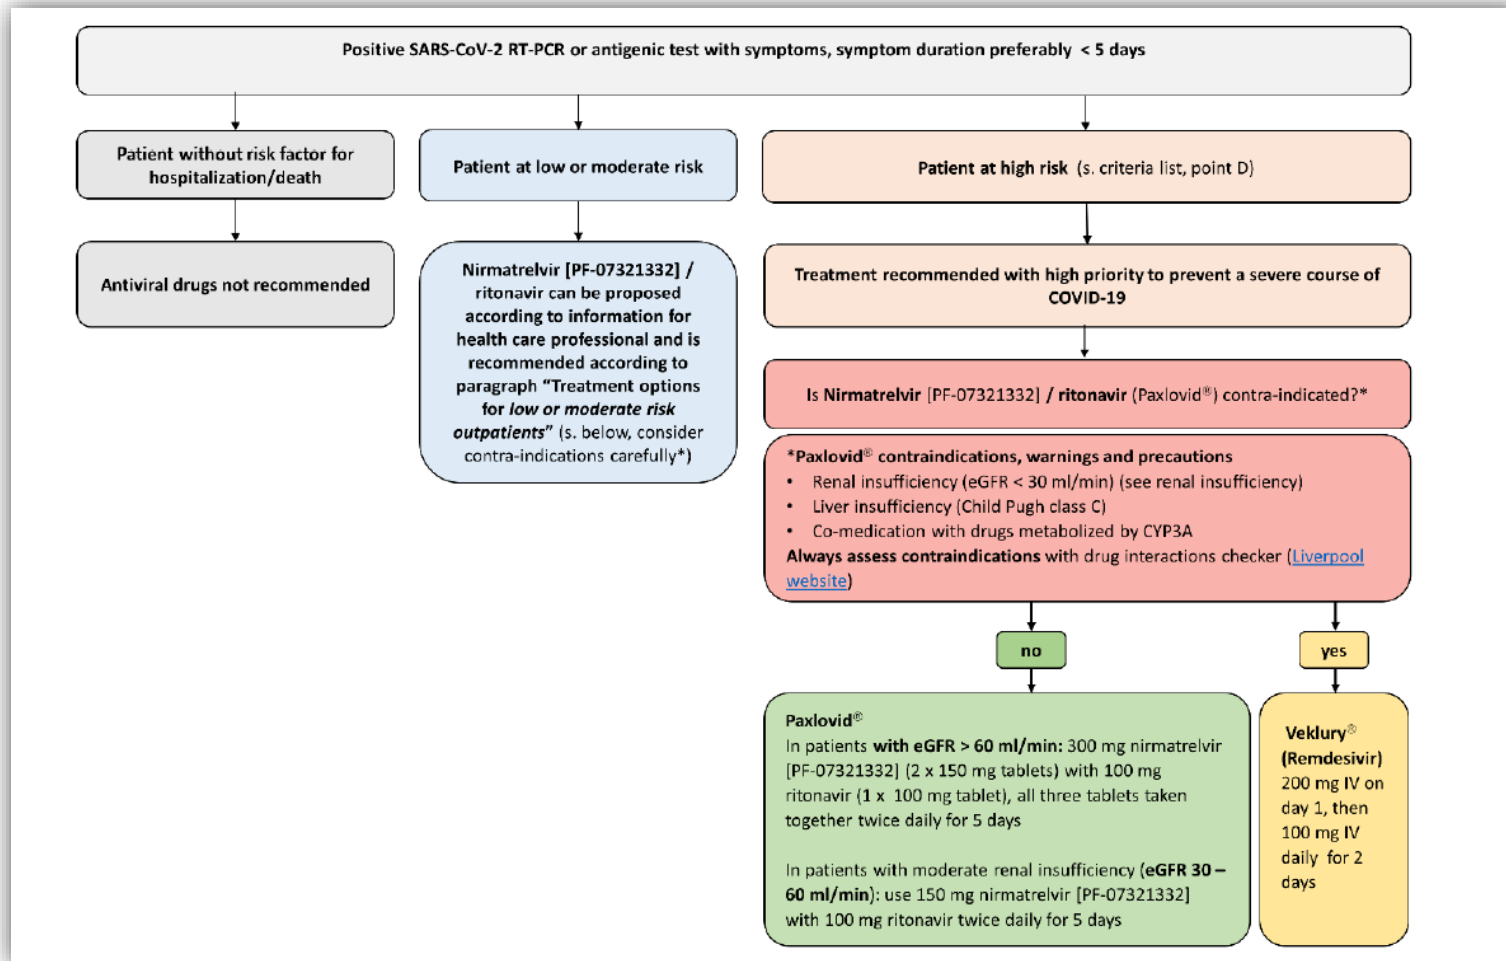 Positive SARS-CoV-2 RT-PCR or antigenic test with symptoms, symptom duration preferably < 5 days
Patient without risk factor for
hospitalization/death
Antiviral drugs not recommended
Patient at low or moderate risk
Nirmatrelvir [PF-07321332] /
ritonavir can be proposed
according to information for
health care professional and is
recommended according to
paragraph “Treatment options
for low or moderate risk
outpatients” (s. below, consider
contra-indications carefully*)
Patient at high risk (s. criteria list, point D)
Treatment recommended with high priority to prevent a severe course of
COVID-19
Is Nirmatrelvir [PF-07321332] / ritonavir (Paxlovid®) contra-indicated?*
*Paxlovid® contraindications, warnings and precautions
• Renal insufficiency (eGFR < 30 ml/min) (see renal insufficiency)
• Liver insufficiency (Child Pugh class C)
• Co-medication with drugs metabolized by CYP3A
Always assess contraindications with drug interactions checker (Liverpool
website)
no
yes
Paxlovid®
In patients with eGFR > 60 ml/min: 300 mg nirmatrelvir
[PF-07321332] (2 x 150 mg tablets) with 100 mg
ritonavir (1 x 100 mg tablet), all three tablets taken
together twice daily for 5 days
In patients with moderate renal insufficiency (eGFR 30 –
60 ml/min): use 150 mg nirmatrelvir [PF-07321332]
with 100 mg ritonavir twice daily for 5 days
Veklury®
(Remdesivir)
200 mg IV on
day 1, then
100 mg IV
daily for 2
days